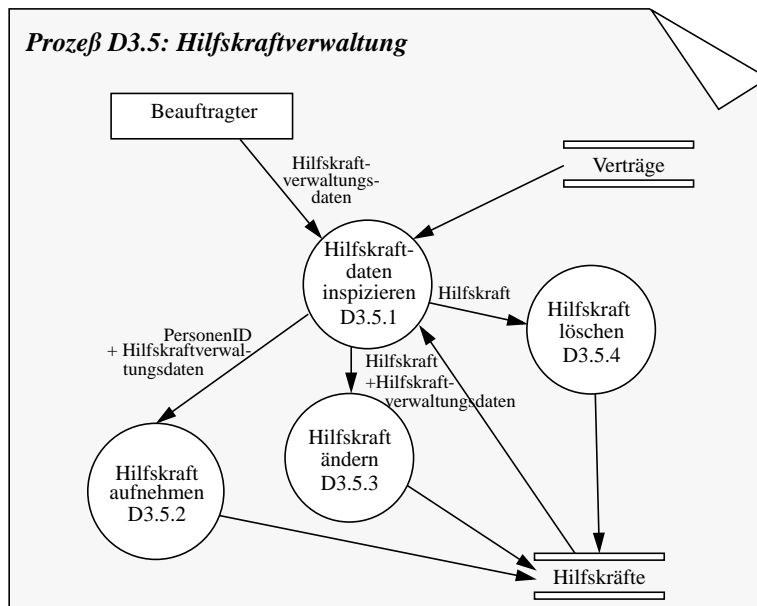 Prozeß D3.5: Hilfskraftverwaltung
Beauftragter
Hilfskraft-
verwaltungs-
daten
Verträge
Hilfskraft-
daten
inspizieren
D3.5.1
Hilfskraft
Hilfskraft
löschen
D3.5.4
PersonenID
+ Hilfskraftverwal-
tungsdaten
Hilfskraft
+Hilfskraft-
verwaltungsdaten
Hilfskraft
ändern
D3.5.3
Hilfskraft
aufnehmen
D3.5.2
Hilfskräfte